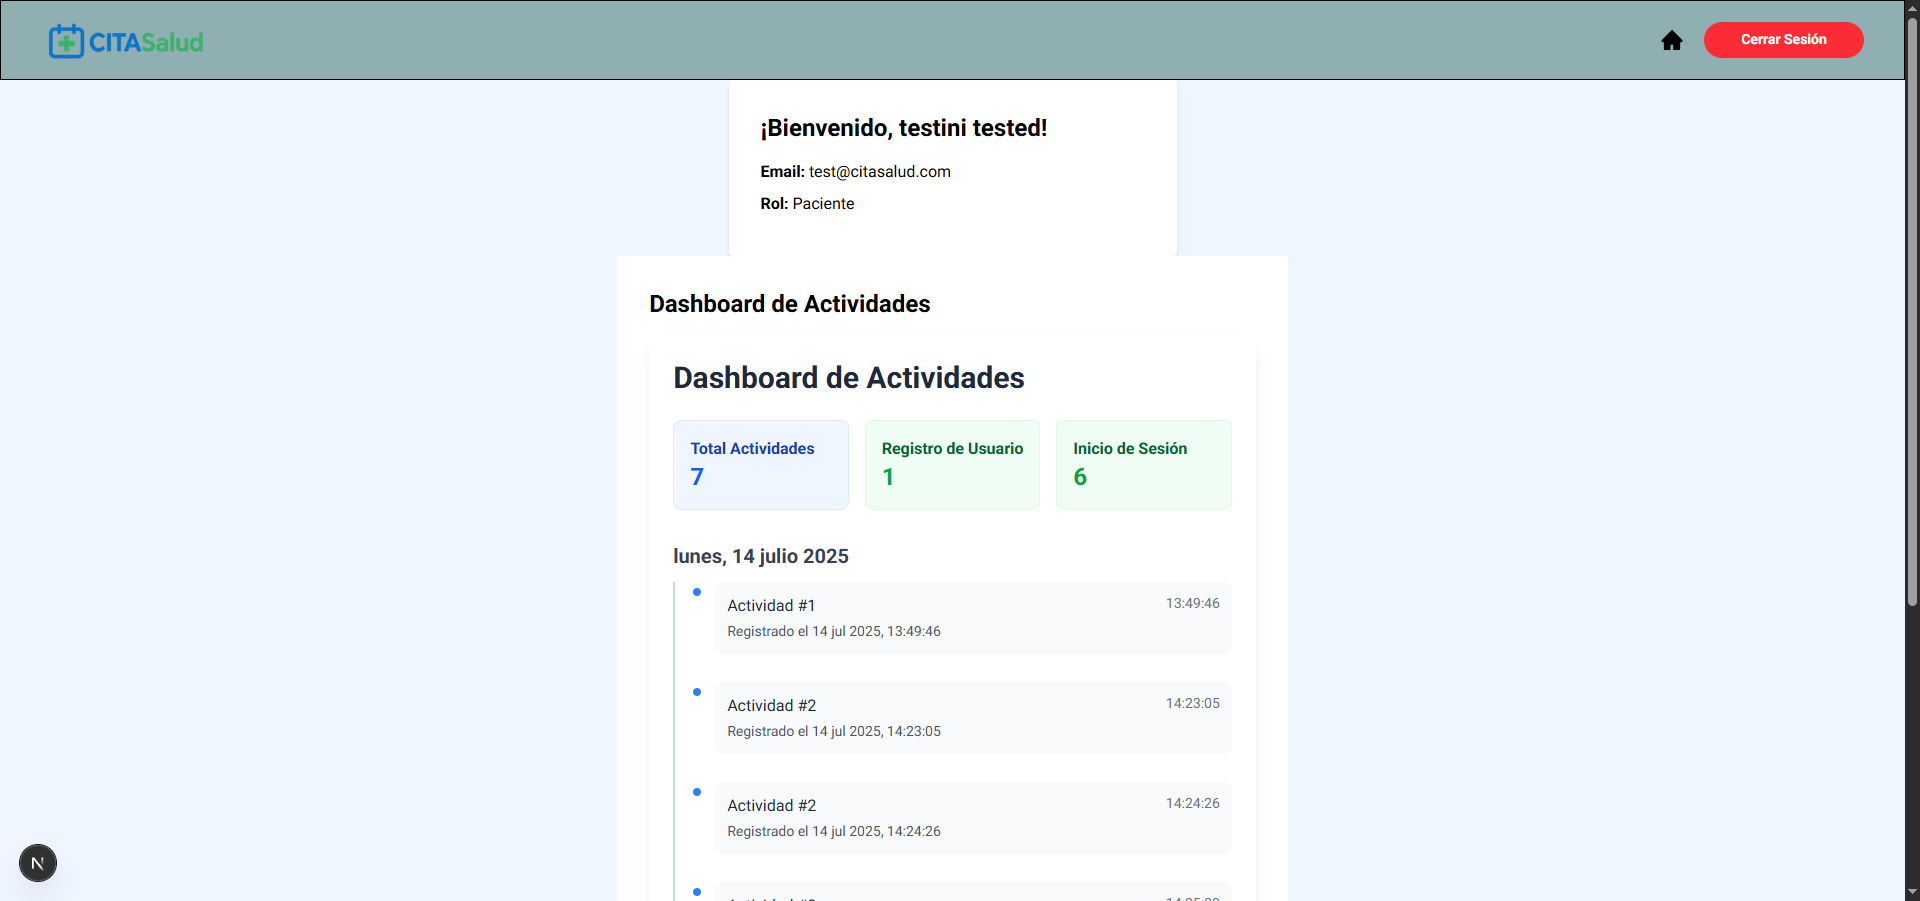 CITASalud
Cerrar Sesión
¡Bienvenido, testini tested!
Email: test@citasalud.com
Rol: Paciente
Dashboard de Actividades
Dashboard de Actividades
Total Actividades
7
Registro de Usuario
1
Inicio de Sesión
6
lunes, 14 julio 2025
Actividad #1
13:49:46
Registrado el 14 jul 2025, 13:49:46
Actividad #2
14:23:05
Registrado el 14 jul 2025, 14:23:05
Actividad #2
14:24:26
Registrado el 14 jul 2025, 14:24:26
N